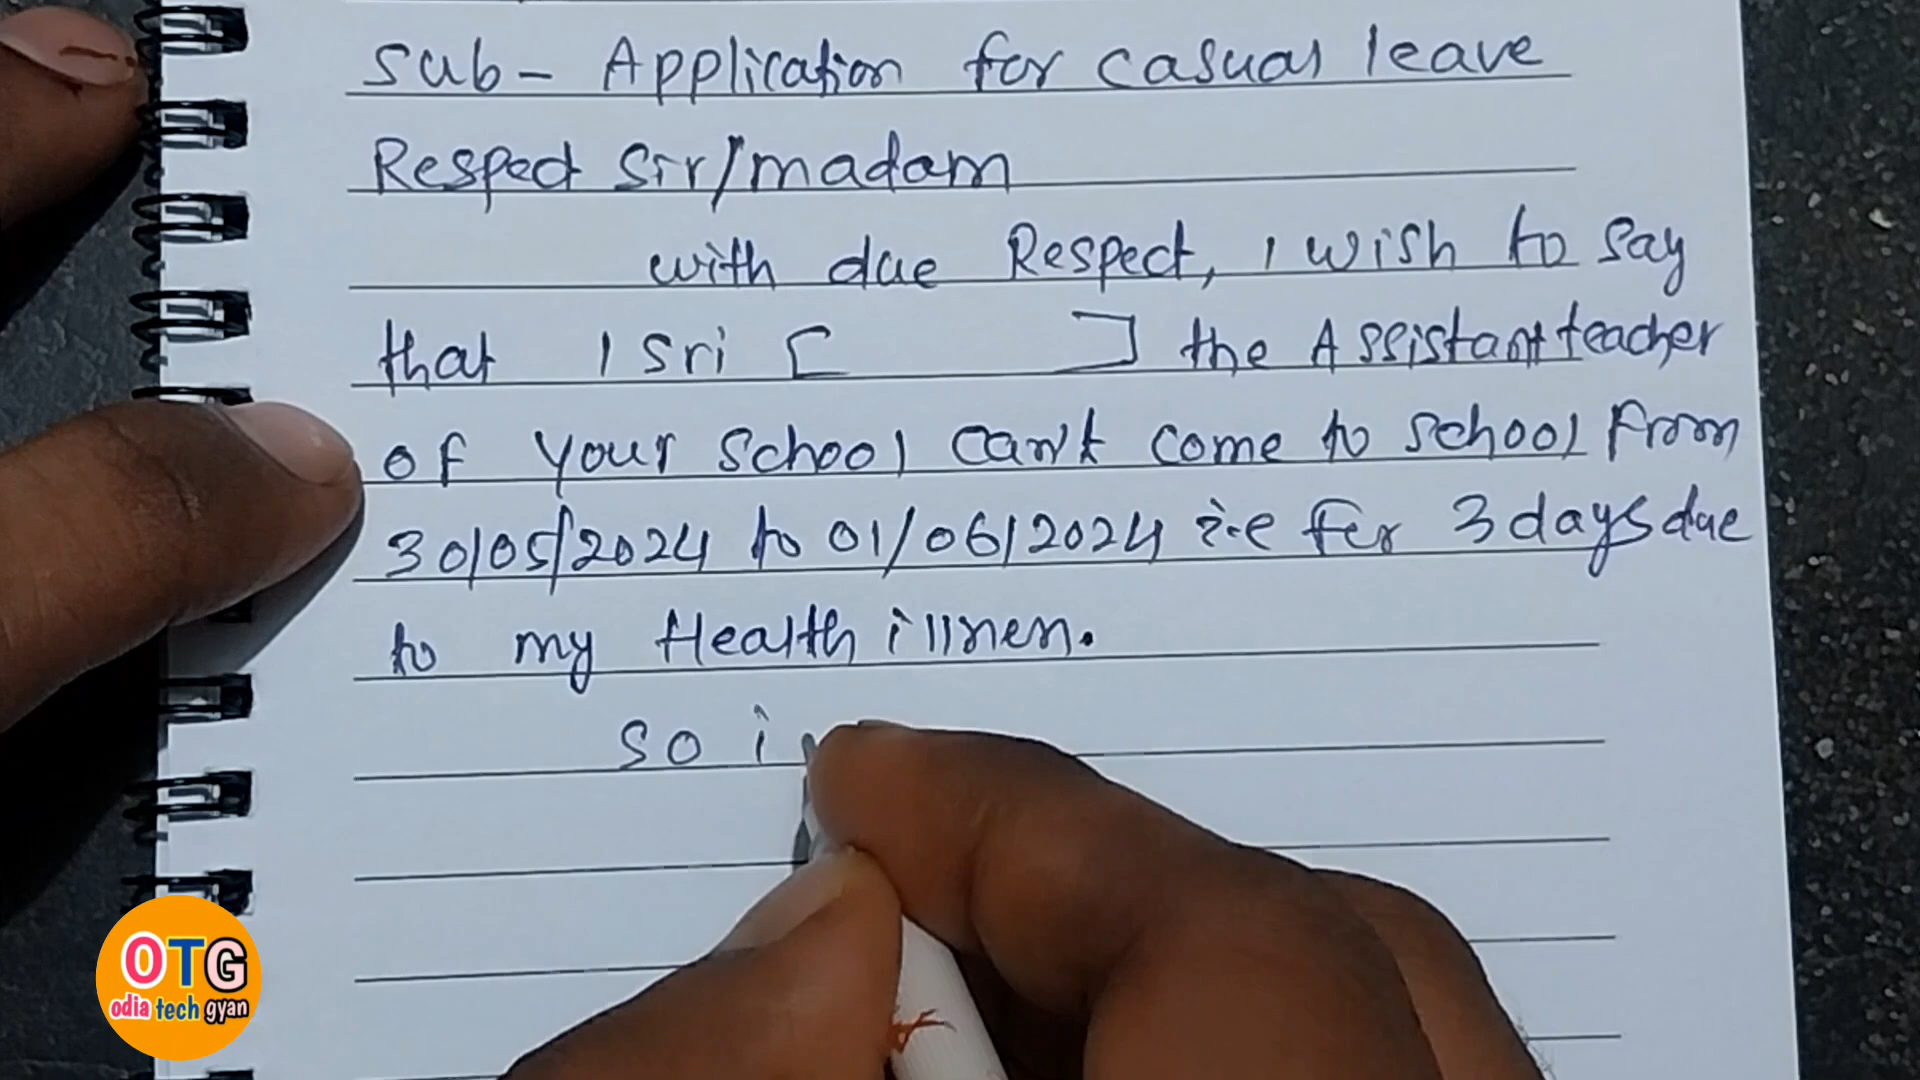 Sub- Application for casual leave
Respect Sir/madam
with due Respect, I wish to say
that I Sri [ ] the Assistant teacher
of your School can't come to school From
30/05/2024 to 01/06/2024 i.e for 3 days due
to my Health illness.
So i
OTG
odia tech gyan